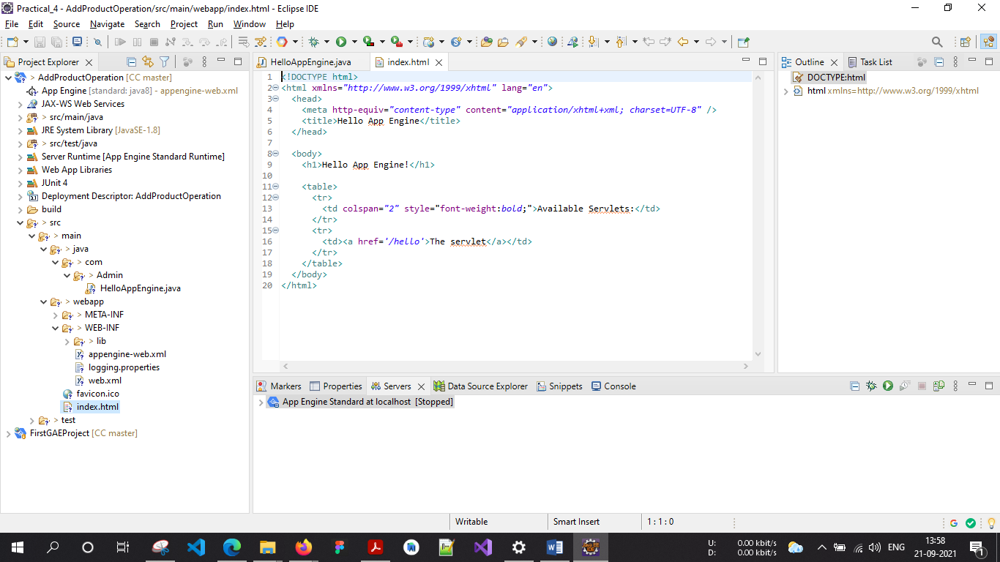 Practical_4 - AddProductOperation/src/main/webapp/index.html - Eclipse IDE
File Edit Source Navigate Search Project Run Window Help
Project Explorer
> AddProductOperation [CC master]
App Engine [standard: java8] - appengine-web.xml
JAX-WS Web Services
> src/main/java
JRE System Library [JavaSE-1.8]
> src/test/java
Server Runtime [App Engine Standard Runtime]
Web App Libraries
JUnit 4
Deployment Descriptor: AddProductOperation
build
> src
> main
> java
> com
> Admin
HelloAppEngine.java
> webapp
> META-INF
> WEB-INF
> lib
appengine-web.xml
logging.properties
web.xml
favicon.ico
index.html
> test
FirstGAEProject [CC master]
HelloAppEngine.java index.html
1 <!DOCTYPE html>
2 <html xmlns="http://www.w3.org/1999/xhtml" lang="en">
3 <head>
4 <meta http-equiv="content-type" content="application/xhtml+xml; charset=UTF-8" />
5 <title>Hello App Engine</title>
6 </head>
7
8 <body>
9 <h1>Hello App Engine!</h1>
10
11 <table>
12 <tr>
13 <td colspan="2" style="font-weight:bold;">Available Servlets:</td>
14 </tr>
15 <tr>
16 <td><a href='/hello'>The servlet</a></td>
17 </tr>
18 </table>
19 </body>
20 </html>
Outline Task List
DOCTYPE:html
html xmlns=http://www.w3.org/1999/xhtml
Markers Properties Servers Data Source Explorer Snippets Console
App Engine Standard at localhost [Stopped]
Writable Smart Insert 1 : 1 : 0
U: 0.00 kbit/s
D: 0.00 kbit/s
ENG
13:58
21-09-2021
1